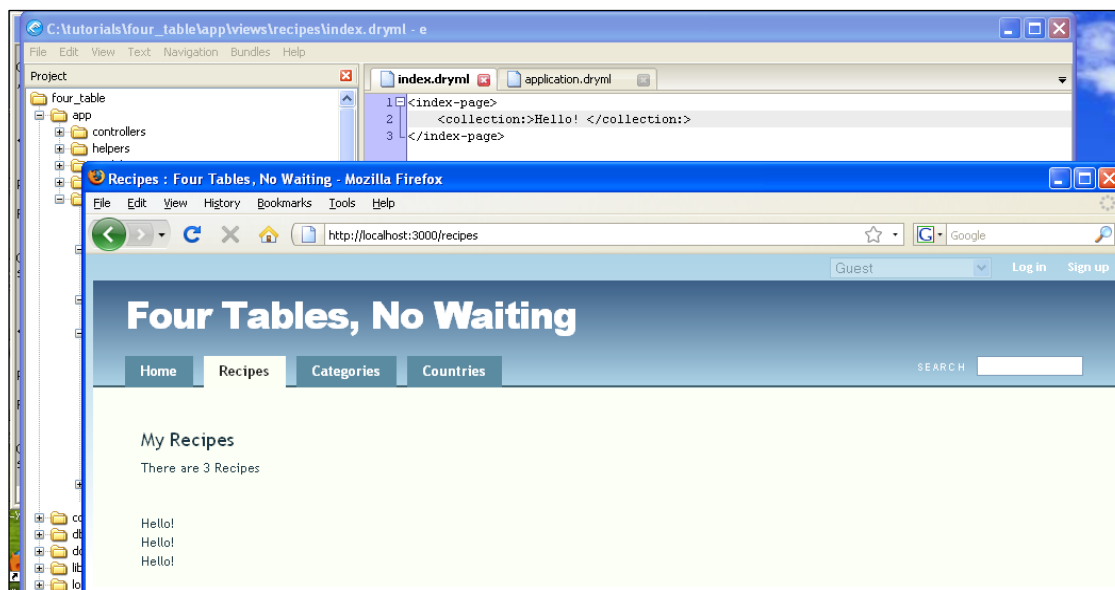 C:\tutorials\four_table\app\views\recipes\index.dryml - e
File Edit View Text Navigation Bundles Help
Project
index.dryml
application.dryml
four_table
app
controllers
helpers
1 <index-page>
2 <collection:>Hello! </collection:>
3 </index-page>
Recipes : Four Tables, No Waiting - Mozilla Firefox
File Edit View History Bookmarks Tools Help
http://localhost:3000/recipes
G Google
Guest
Log in
Sign up
Four Tables, No Waiting
Home
Recipes
Categories
Countries
SEARCH
My Recipes
There are 3 Recipes
Hello!
Hello!
Hello!